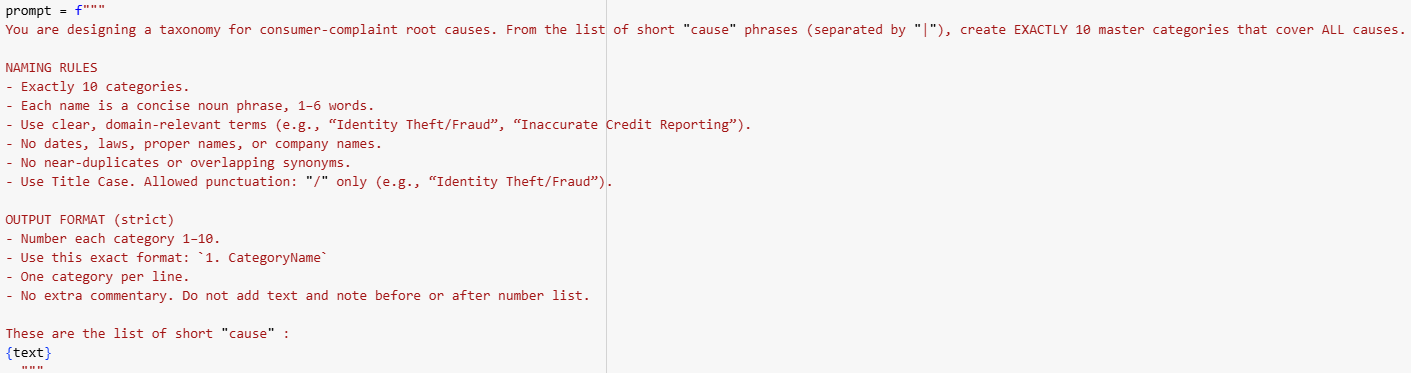 prompt = f"""
You are designing a taxonomy for consumer-complaint root causes. From the list of short "cause" phrases (separated by "|"), create EXACTLY 10 master categories that cover ALL causes.
NAMING RULES
- Exactly 10 categories.
- Each name is a concise noun phrase, 1–6 words.
- Use clear, domain-relevant terms (e.g., “Identity Theft/Fraud”, “Inaccurate Credit Reporting”).
- No dates, laws, proper names, or company names.
- No near-duplicates or overlapping synonyms.
- Use Title Case. Allowed punctuation: "/" only (e.g., “Identity Theft/Fraud”).
OUTPUT FORMAT (strict)
- Number each category 1–10.
- Use this exact format: `1. CategoryName`
- One category per line.
- No extra commentary. Do not add text and note before or after number list.
These are the list of short "cause" :
{text}
"""